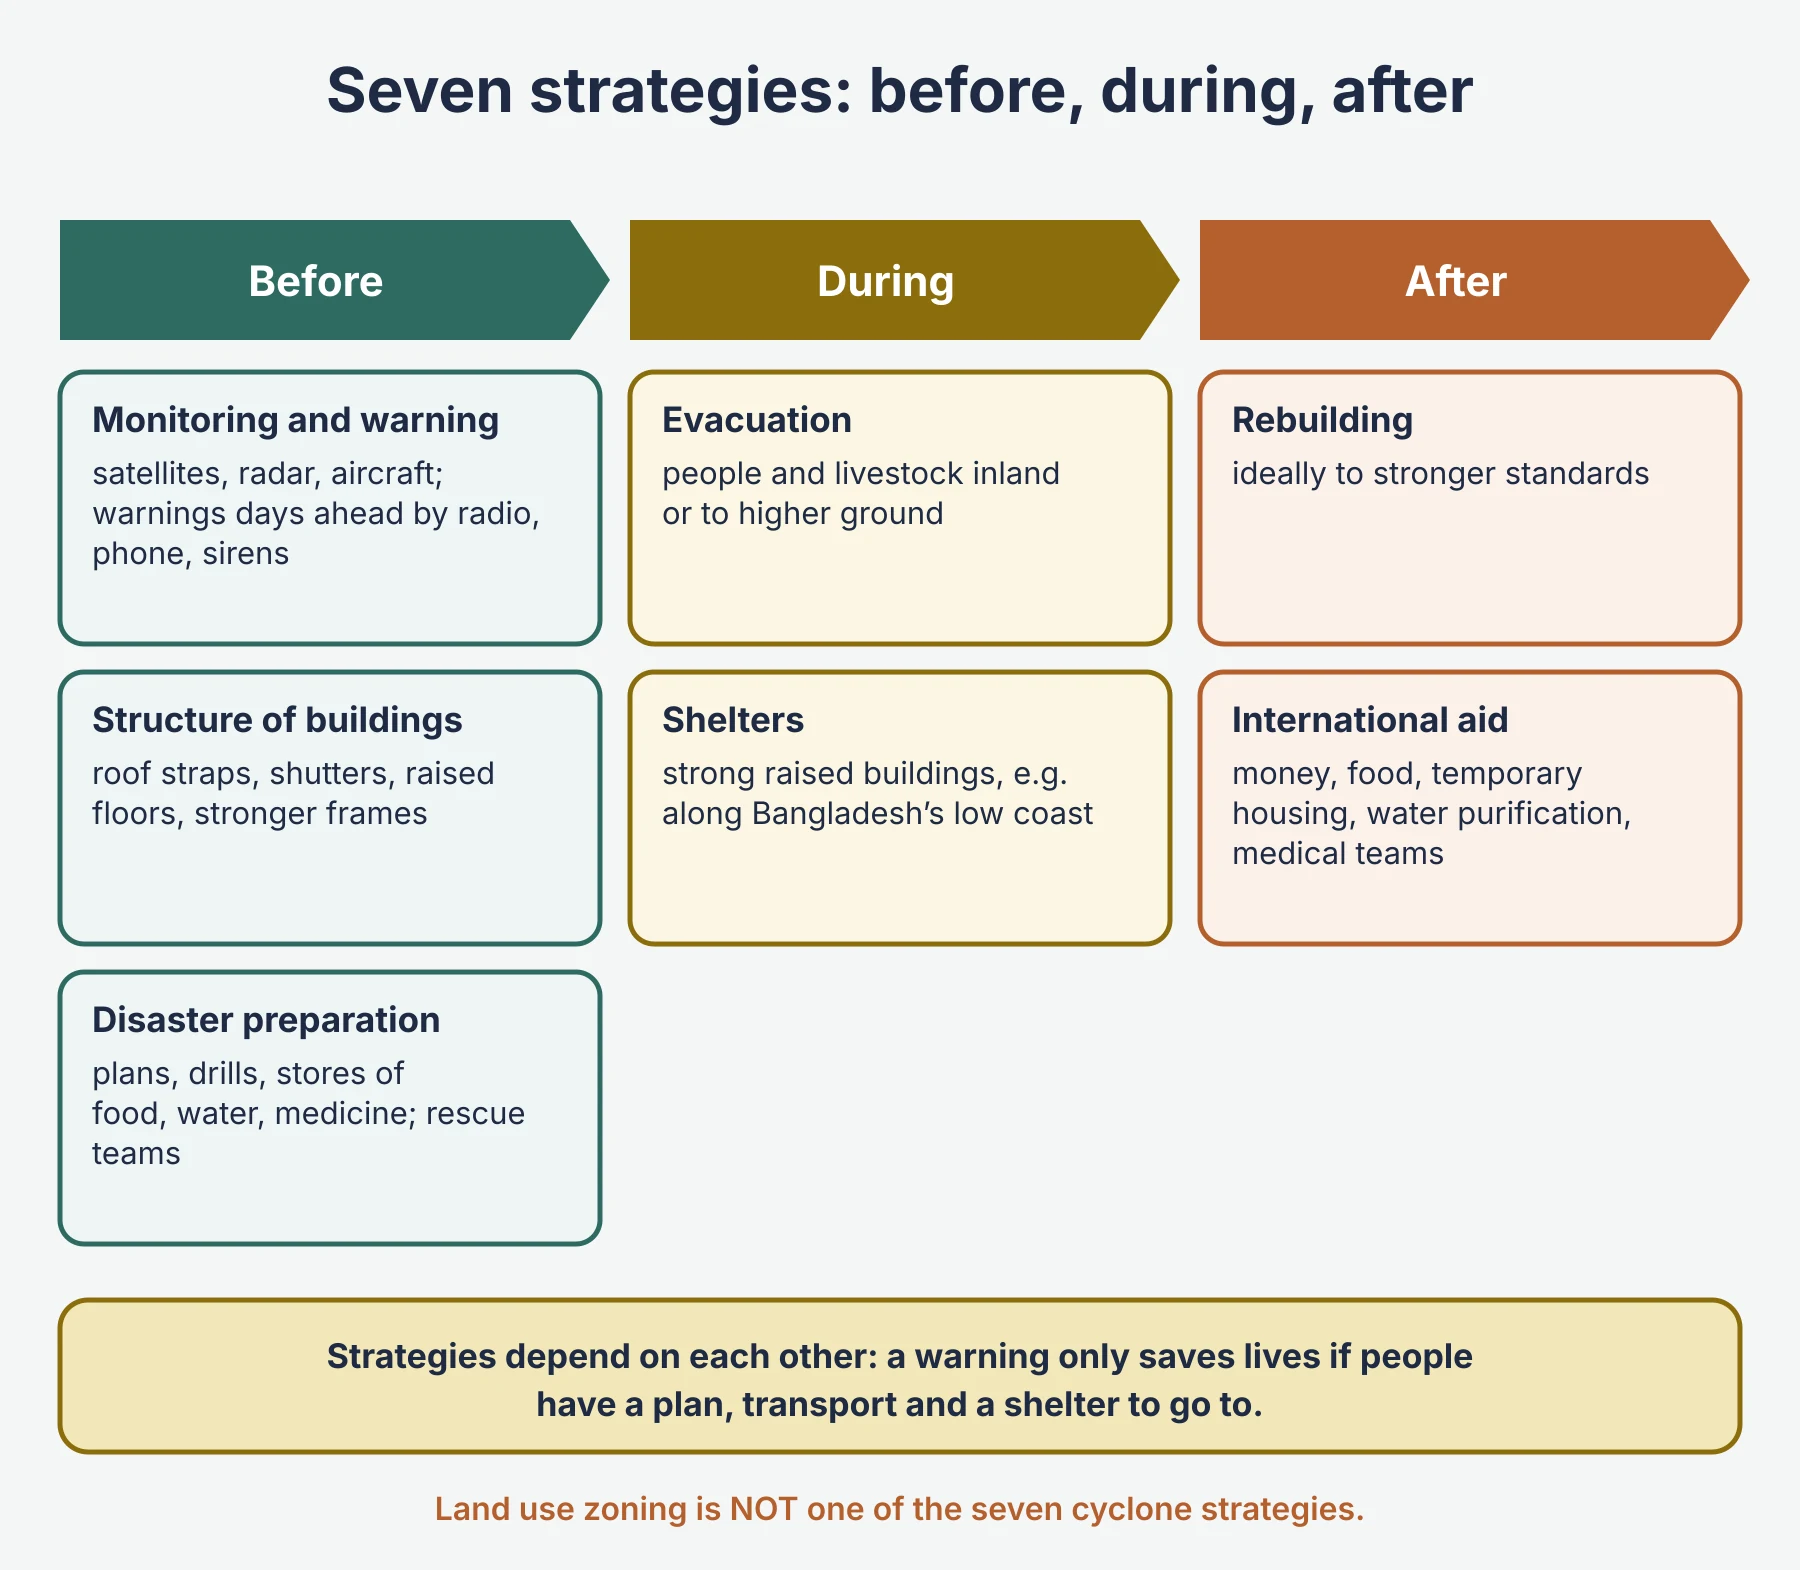 Seven strategies: before, during, after
Before
During
After
Monitoring and warning
satellites, radar, aircraft;
warnings days ahead by radio,
phone, sirens
Evacuation
people and livestock inland
or to higher ground
Rebuilding
ideally to stronger standards
Structure of buildings
roof straps, shutters, raised
floors, stronger frames
Shelters
strong raised buildings, e.g.
along Bangladesh’s low coast
International aid
money, food, temporary
housing, water purification,
medical teams
Disaster preparation
plans, drills, stores of
food, water, medicine; rescue
teams
Strategies depend on each other: a warning only saves lives if people
have a plan, transport and a shelter to go to.
Land use zoning is NOT one of the seven cyclone strategies.